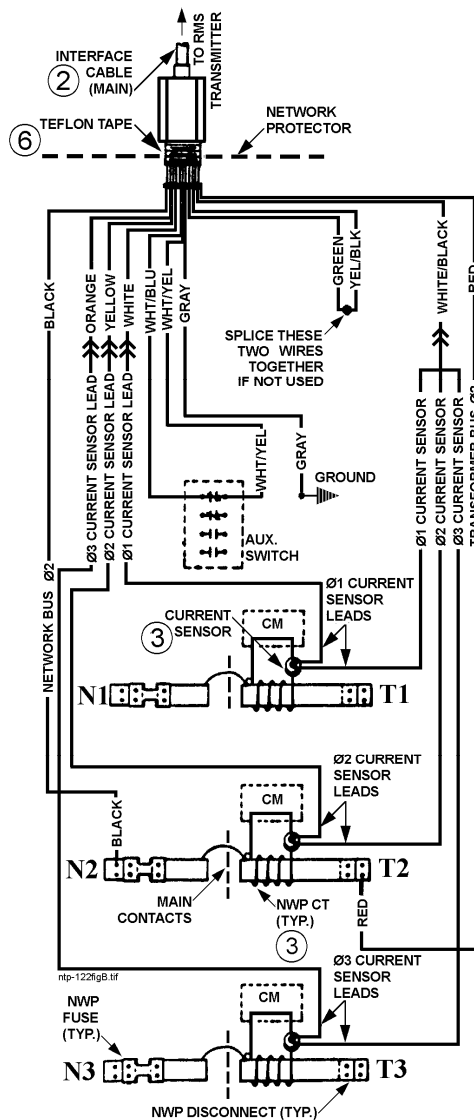 TO RMS
TRANSMITTER
INTERFACE
CABLE
(MAIN)
2
6
TEFLON TAPE
NETWORK
PROTECTOR
BLACK
ORANGE
YELLOW
WHITE
WHT/BLU
WHT/YEL
GRAY
GREEN
YEL/BLK
WHITE/BLACK
RED
SPLICE THESE
TWO WIRES
TOGETHER
IF NOT USED
NETWORK BUS Ø2
Ø3 CURRENT SENSOR LEAD
Ø2 CURRENT SENSOR LEAD
Ø1 CURRENT SENSOR LEAD
WHT/YEL
GRAY
GROUND
AUX.
SWITCH
Ø1 CURRENT SENSOR
Ø2 CURRENT SENSOR
Ø3 CURRENT SENSOR
TRANSFORMER BUS Ø2
3
CURRENT
SENSOR
CM
Ø1 CURRENT
SENSOR
LEADS
N1
T1
CM
Ø2 CURRENT
SENSOR
LEADS
BLACK
N2
T2
MAIN
CONTACTS
NWP CT
(TYP.)
3
RED
ntp-122figB.tif
NWP
FUSE
(TYP.)
CM
Ø3 CURRENT
SENSOR
LEADS
N3
T3
NWP DISCONNECT (TYP.)